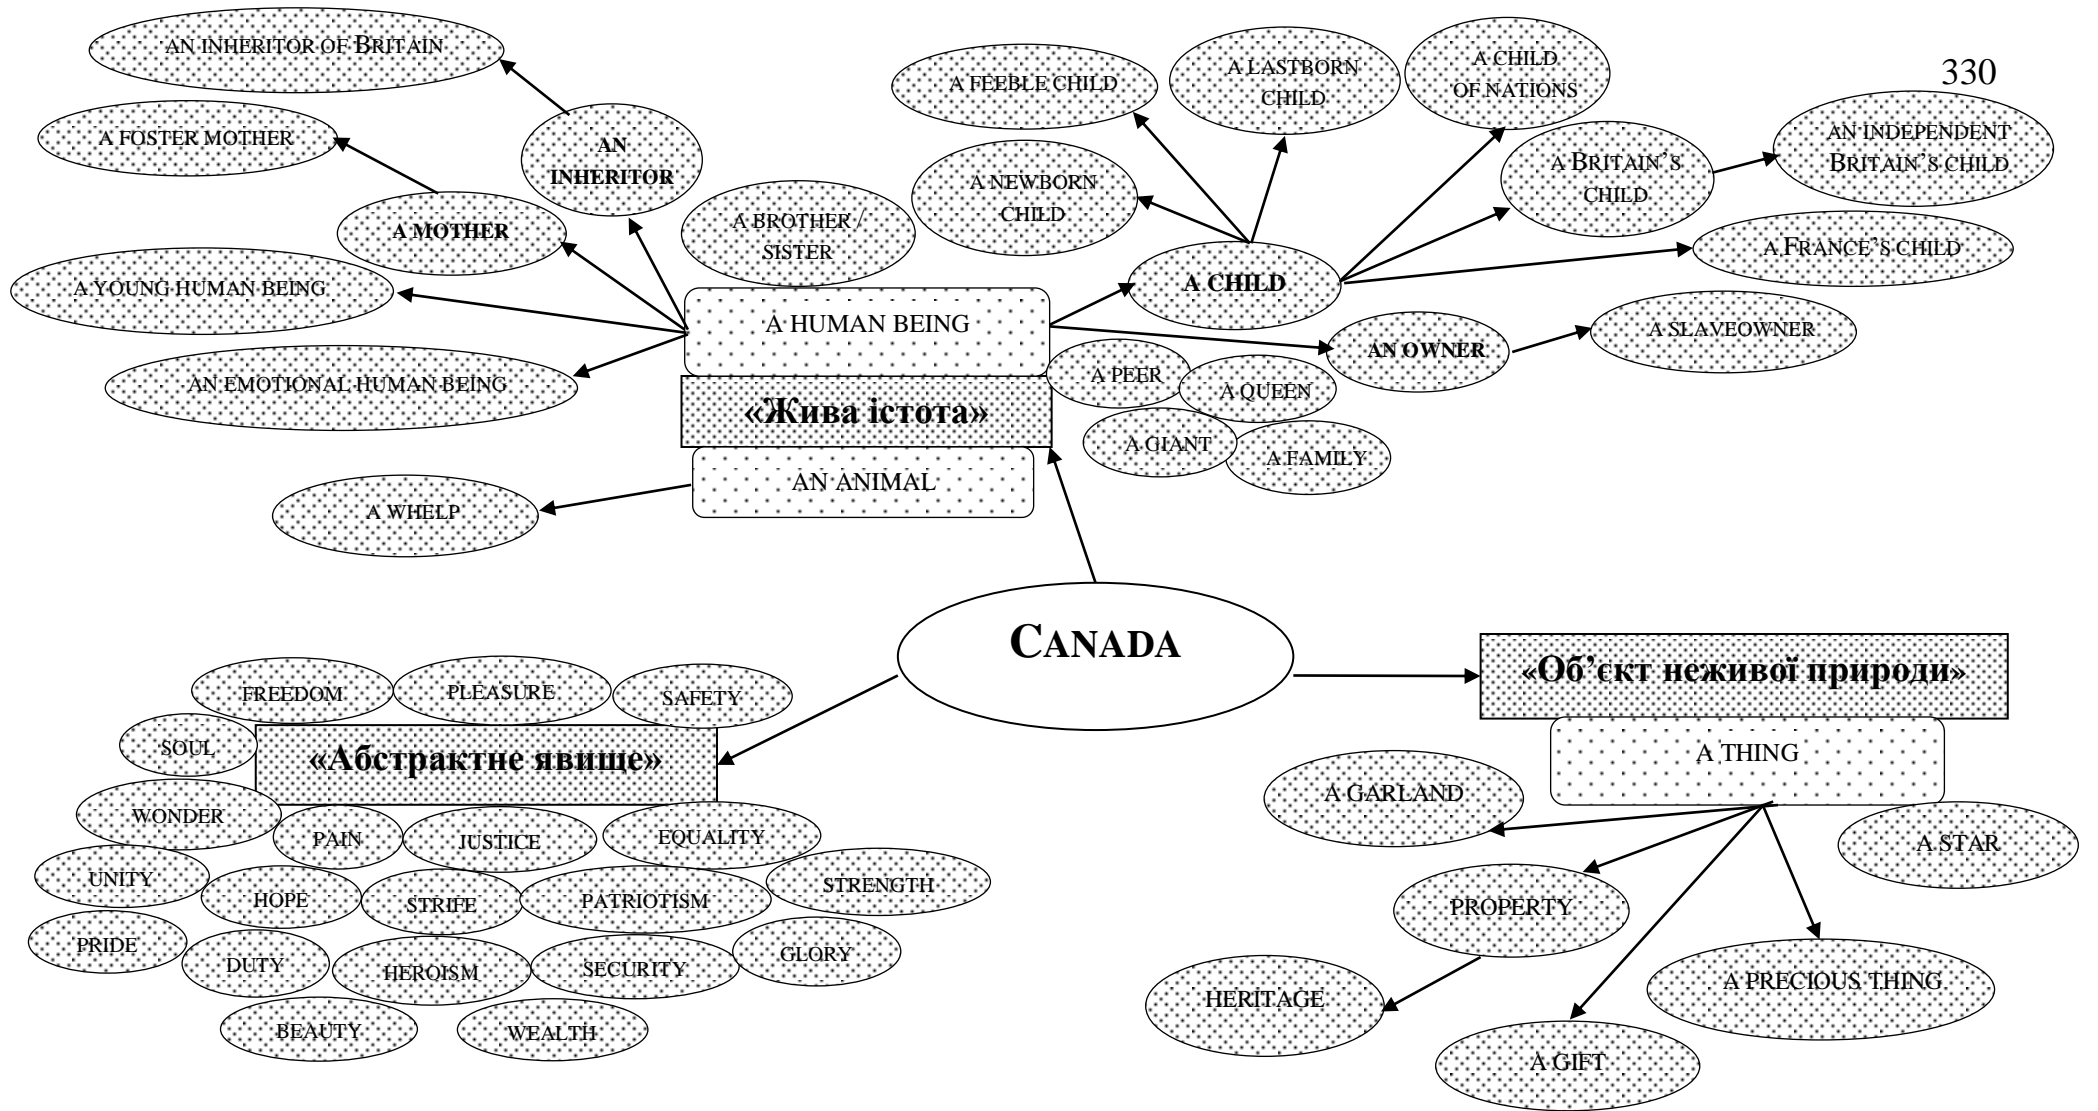 330
AN INHERITOR OF BRITAIN
A FOSTER MOTHER
AN
INHERITOR
A MOTHER
A YOUNG HUMAN BEING
AN EMOTIONAL HUMAN BEING
A BROTHER /
SISTER
A FEEBLE CHILD
A LASTBORN
CHILD
A CHILD
OF NATIONS
A NEWBORN
CHILD
A BRITAIN’S
CHILD
AN INDEPENDENT
BRITAIN’S CHILD
A FRANCE’S CHILD
A CHILD
A HUMAN BEING
AN OWNER
A SLAVEOWNER
A PEER
A QUEEN
A GIANT
A FAMILY
«Жива істота»
AN ANIMAL
A WHELP
CANADA
FREEDOM
PLEASURE
SAFETY
SOUL
«Абстрактне явище»
WONDER
PAIN
JUSTICE
EQUALITY
UNITY
HOPE
STRIFE
PATRIOTISM
STRENGTH
PRIDE
DUTY
HEROISM
SECURITY
GLORY
BEAUTY
WEALTH
«Об’єкт неживої природи»
A THING
A GARLAND
A STAR
PROPERTY
HERITAGE
A PRECIOUS THING
A GIFT